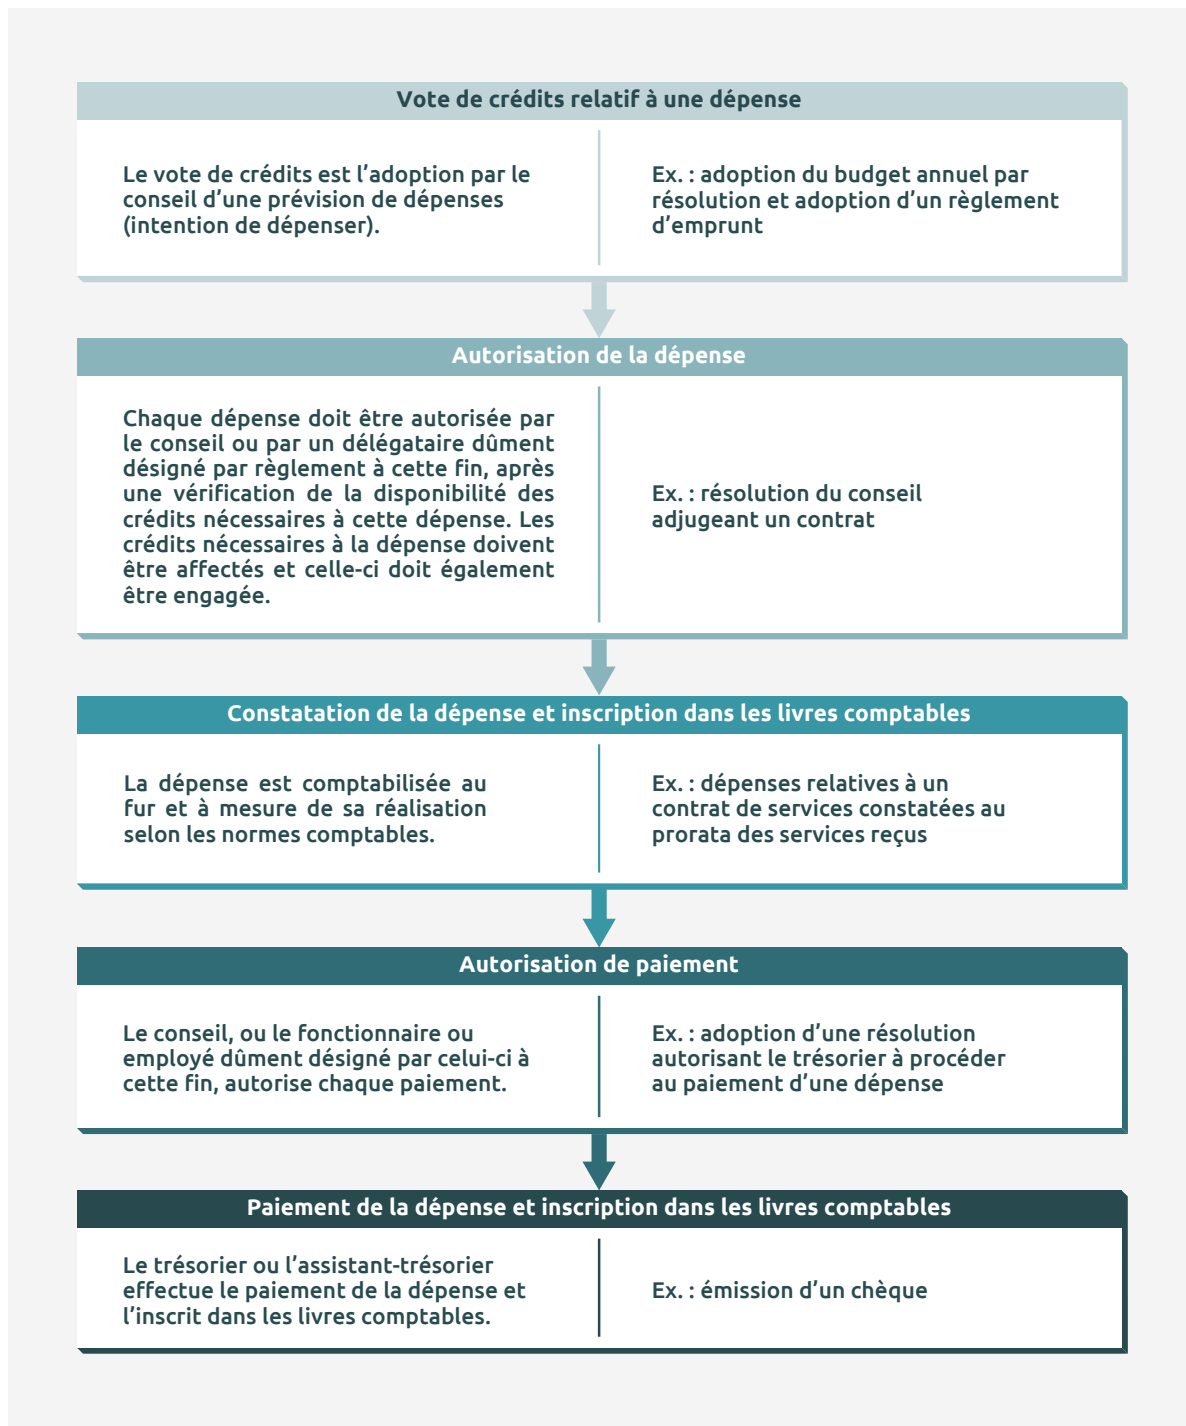 Vote de crédits relatif à une dépense
Le vote de crédits est l’adoption par le
conseil d’une prévision de dépenses
(intention de dépenser).
Ex. : adoption du budget annuel par
résolution et adoption d’un règlement
d’emprunt
Autorisation de la dépense
Chaque dépense doit être autorisée par
le conseil ou par un délégataire dûment
désigné par règlement à cette fin, après
une vérification de la disponibilité des
crédits nécessaires à cette dépense. Les
crédits nécessaires à la dépense doivent
être affectés et celle-ci doit également
être engagée.
Ex. : résolution du conseil
adjugeant un contrat
Constatation de la dépense et inscription dans les livres comptables
La dépense est comptabilisée au
fur et à mesure de sa réalisation
selon les normes comptables.
Ex. : dépenses relatives à un
contrat de services constatées au
prorata des services reçus
Autorisation de paiement
Le conseil, ou le fonctionnaire ou
employé dûment désigné par celui-ci à
cette fin, autorise chaque paiement.
Ex. : adoption d’une résolution
autorisant le trésorier à procéder
au paiement d’une dépense
Paiement de la dépense et inscription dans les livres comptables
Le trésorier ou l’assistant-trésorier
effectue le paiement de la dépense et
l’inscrit dans les livres comptables.
Ex. : émission d’un chèque